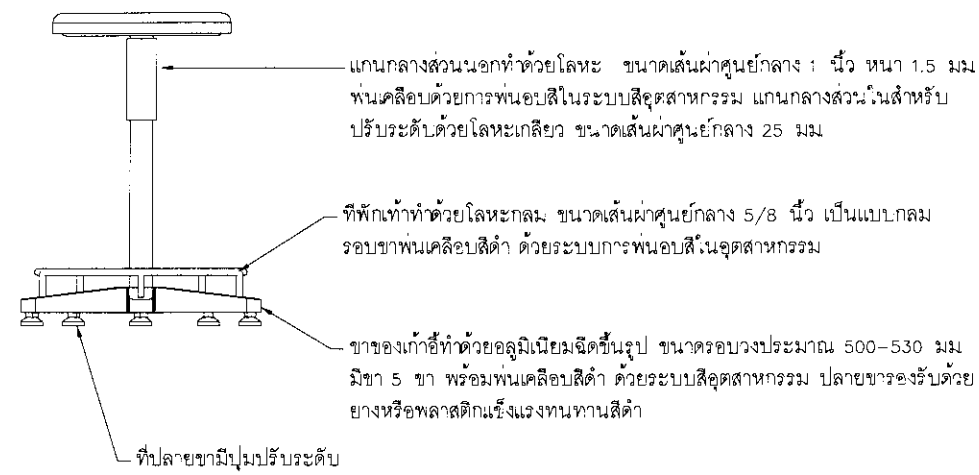 แกนกลางส่วนนอกทำด้วยโลหะ ขนาดเส้นผ่าศูนย์กลาง 1 นิ้ว หนา 1.5 มม
พ่นเคลือบด้วยการพ่นอบสีในระบบสีอุตสาหกรรม แกนกลางส่วนในสำหรับ
ปรับระดับด้วยโลหะเกลียว ขนาดเส้นผ่าศูนย์กลาง 25 มม
ที่พักเท้าทำด้วยโลหะกลม ขนาดเส้นผ่าศูนย์กลาง 5/8 นิ้ว เป็นแบบกลม
รอบขาพ่นเคลือบสีดำ ด้วยระบบการพ่นอบสีในอุตสาหกรรม
ขาของเก้าอี้ทำด้วยอลูมิเนียมฉีดขึ้นรูป ขนาดรอบวงประมาณ 500-530 มม
มีขา 5 ขา พร้อมพ่นเคลือบสีดำ ด้วยระบบสีอุตสาหกรรม ปลายขารองรับด้วย
ยางหรือพลาสติกแข็งแรงทนทานสีดำ
ที่ปลายขามีปุ่มปรับระดับ